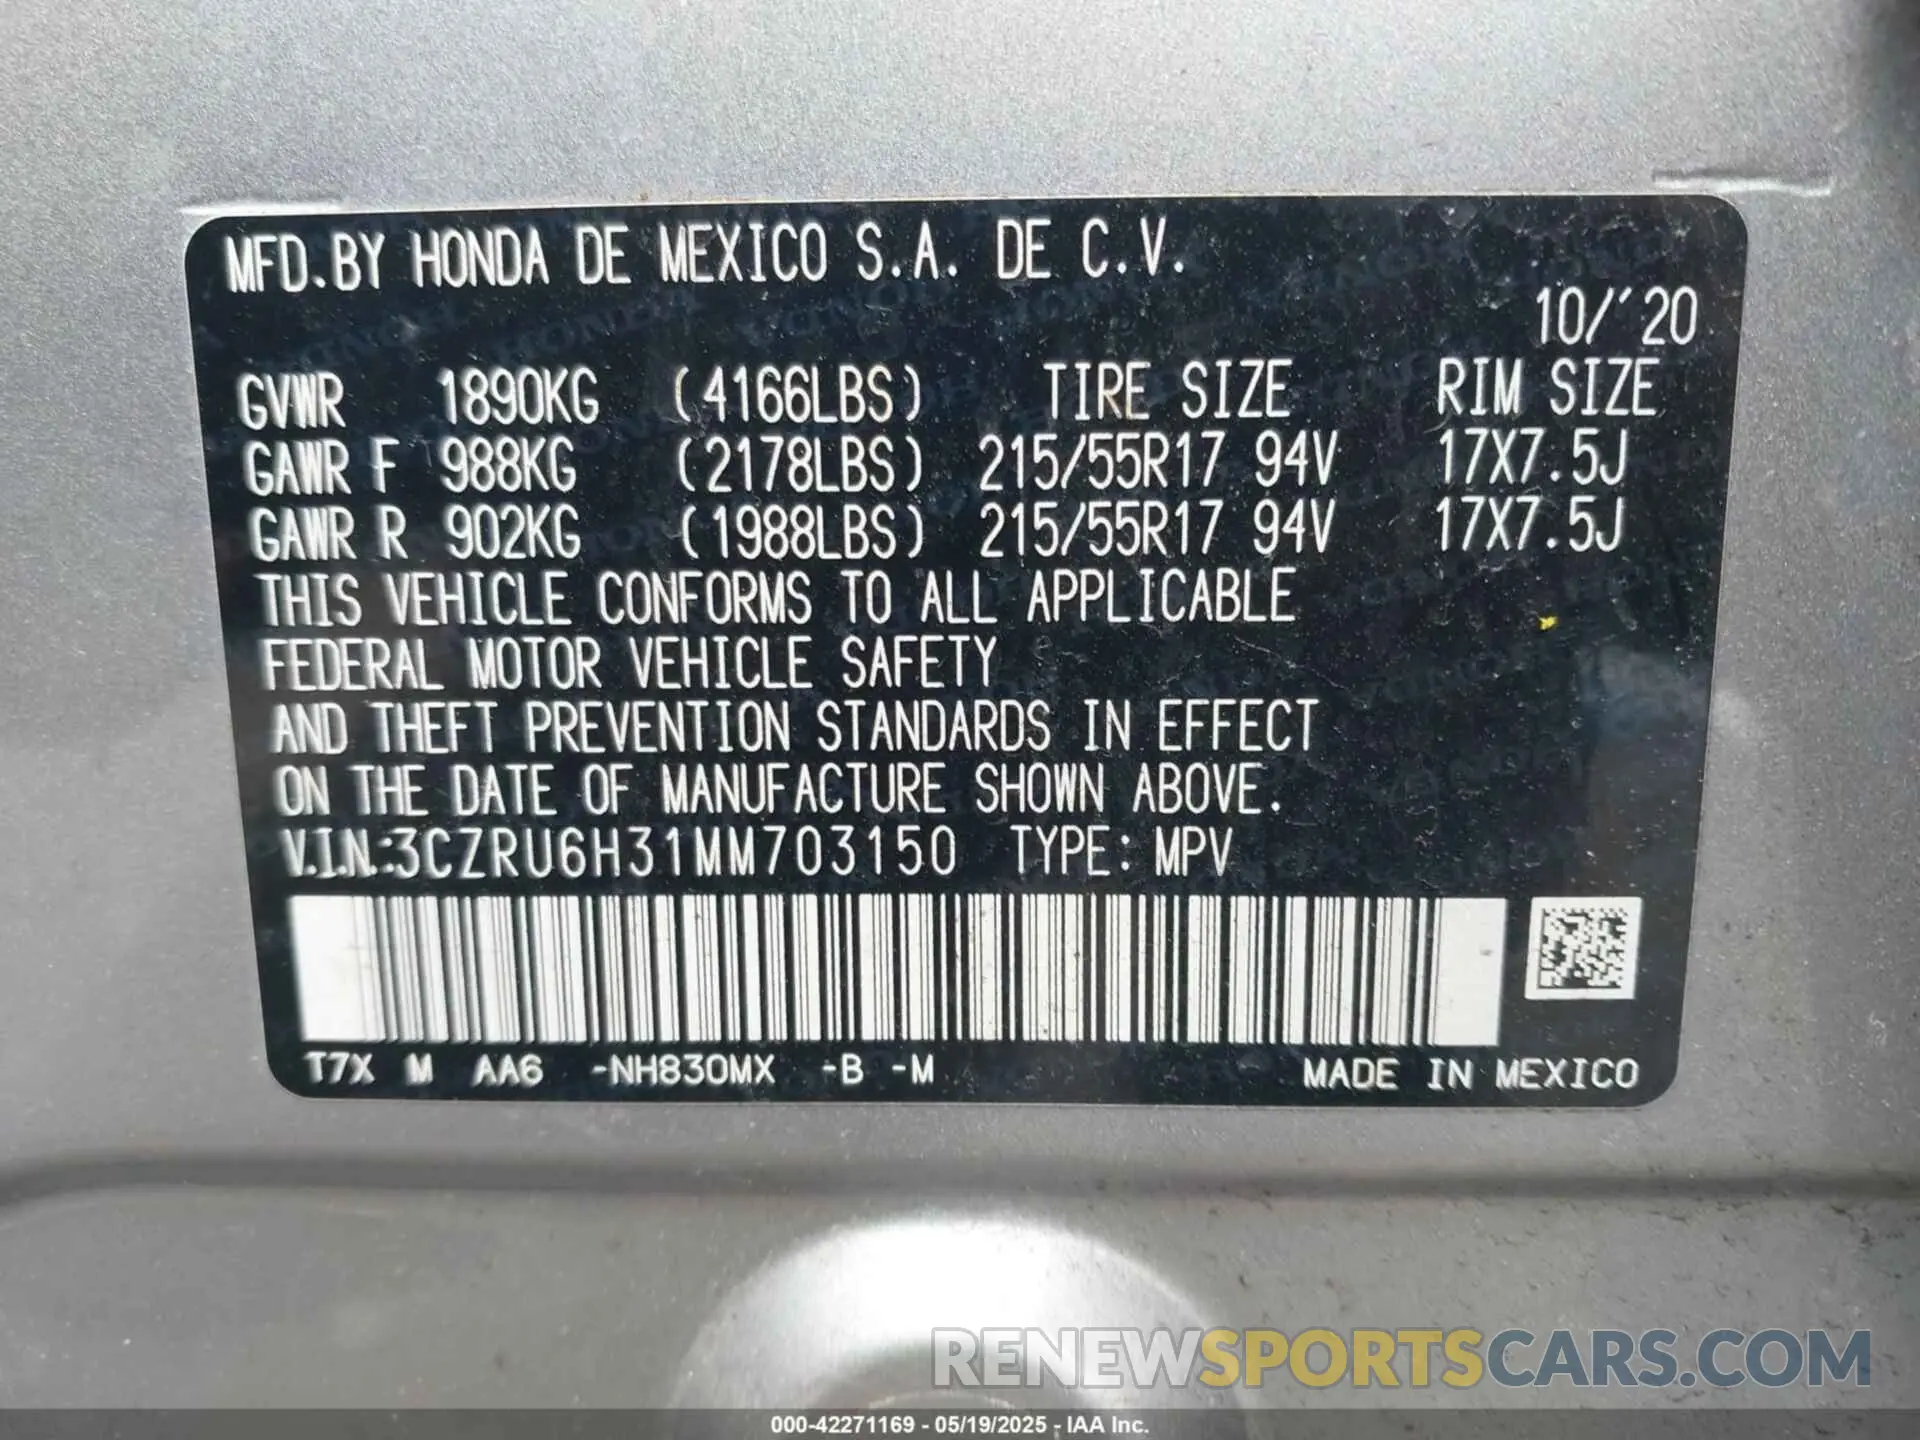 MFD.BY HONDA DE MEXICO S.A. DE C.V.
10/'20
GVWR 1890KG (4166LBS) TIRE SIZE RIM SIZE
GAWR F 988KG (2178LBS) 215/55R17 94V 17X7.5J
GAWR R 902KG (1988LBS) 215/55R17 94V 17X7.5J
THIS VEHICLE CONFORMS TO ALL APPLICABLE
FEDERAL MOTOR VEHICLE SAFETY
AND THEFT PREVENTION STANDARDS IN EFFECT
ON THE DATE OF MANUFACTURE SHOWN ABOVE.
V.I.N.:3CZRU6H31MM703150 TYPE: MPV
T7X M AA6 -NH830MX -B -M MADE IN MEXICO
RENEWSPORTSCARS.COM
000-42271169 - 05/19/2025 - IAA Inc.